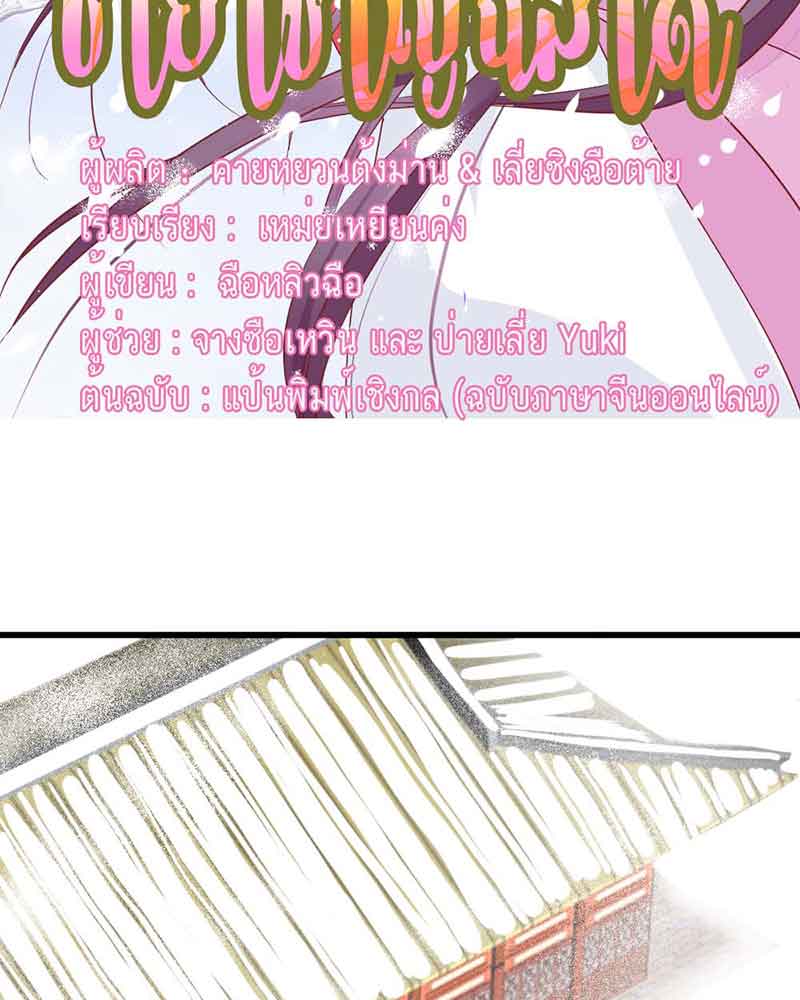 ผู้ผลิต : คายหยวนต้งม่าน & เลี่ยซิงฉือต้าย
เรียบเรียง : เหม่ยเหยียนค่ง
ผู้เขียน : ฉือหลิวฉือ
ผู้ช่วย : จางซือเหวิน และ ป่ายเลี่ย Yuki
ต้นฉบับ : แป้นพิมพ์เชิงกล (ฉบับภาษาจีนออนไลน์)